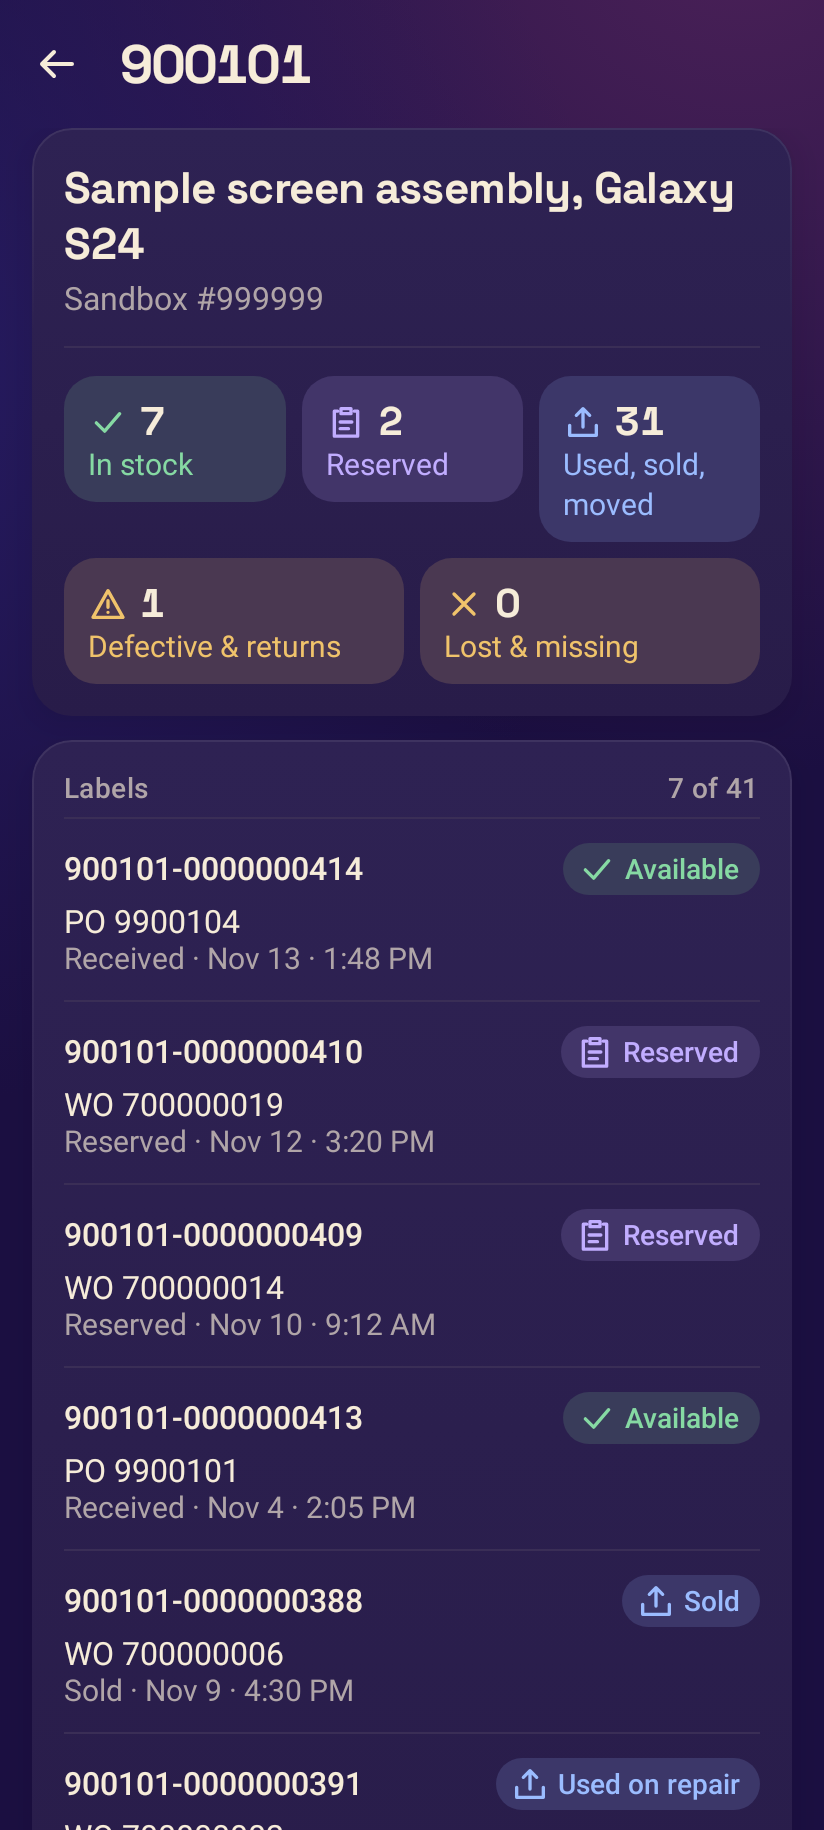 900101
Sample screen assembly, Galaxy
S24
Sandbox #999999
7
In stock
2
Reserved
31
Used, sold,
moved
1
Defective & returns
0
Lost & missing
Labels
7 of 41
900101-0000000414
Available
PO 9900104
Received · Nov 13 · 1:48 PM
900101-0000000410
Reserved
WO 700000019
Reserved · Nov 12 · 3:20 PM
900101-0000000409
Reserved
WO 700000014
Reserved · Nov 10 · 9:12 AM
900101-0000000413
Available
PO 9900101
Received · Nov 4 · 2:05 PM
900101-0000000388
Sold
WO 700000006
Sold · Nov 9 · 4:30 PM
900101-0000000391
Used on repair